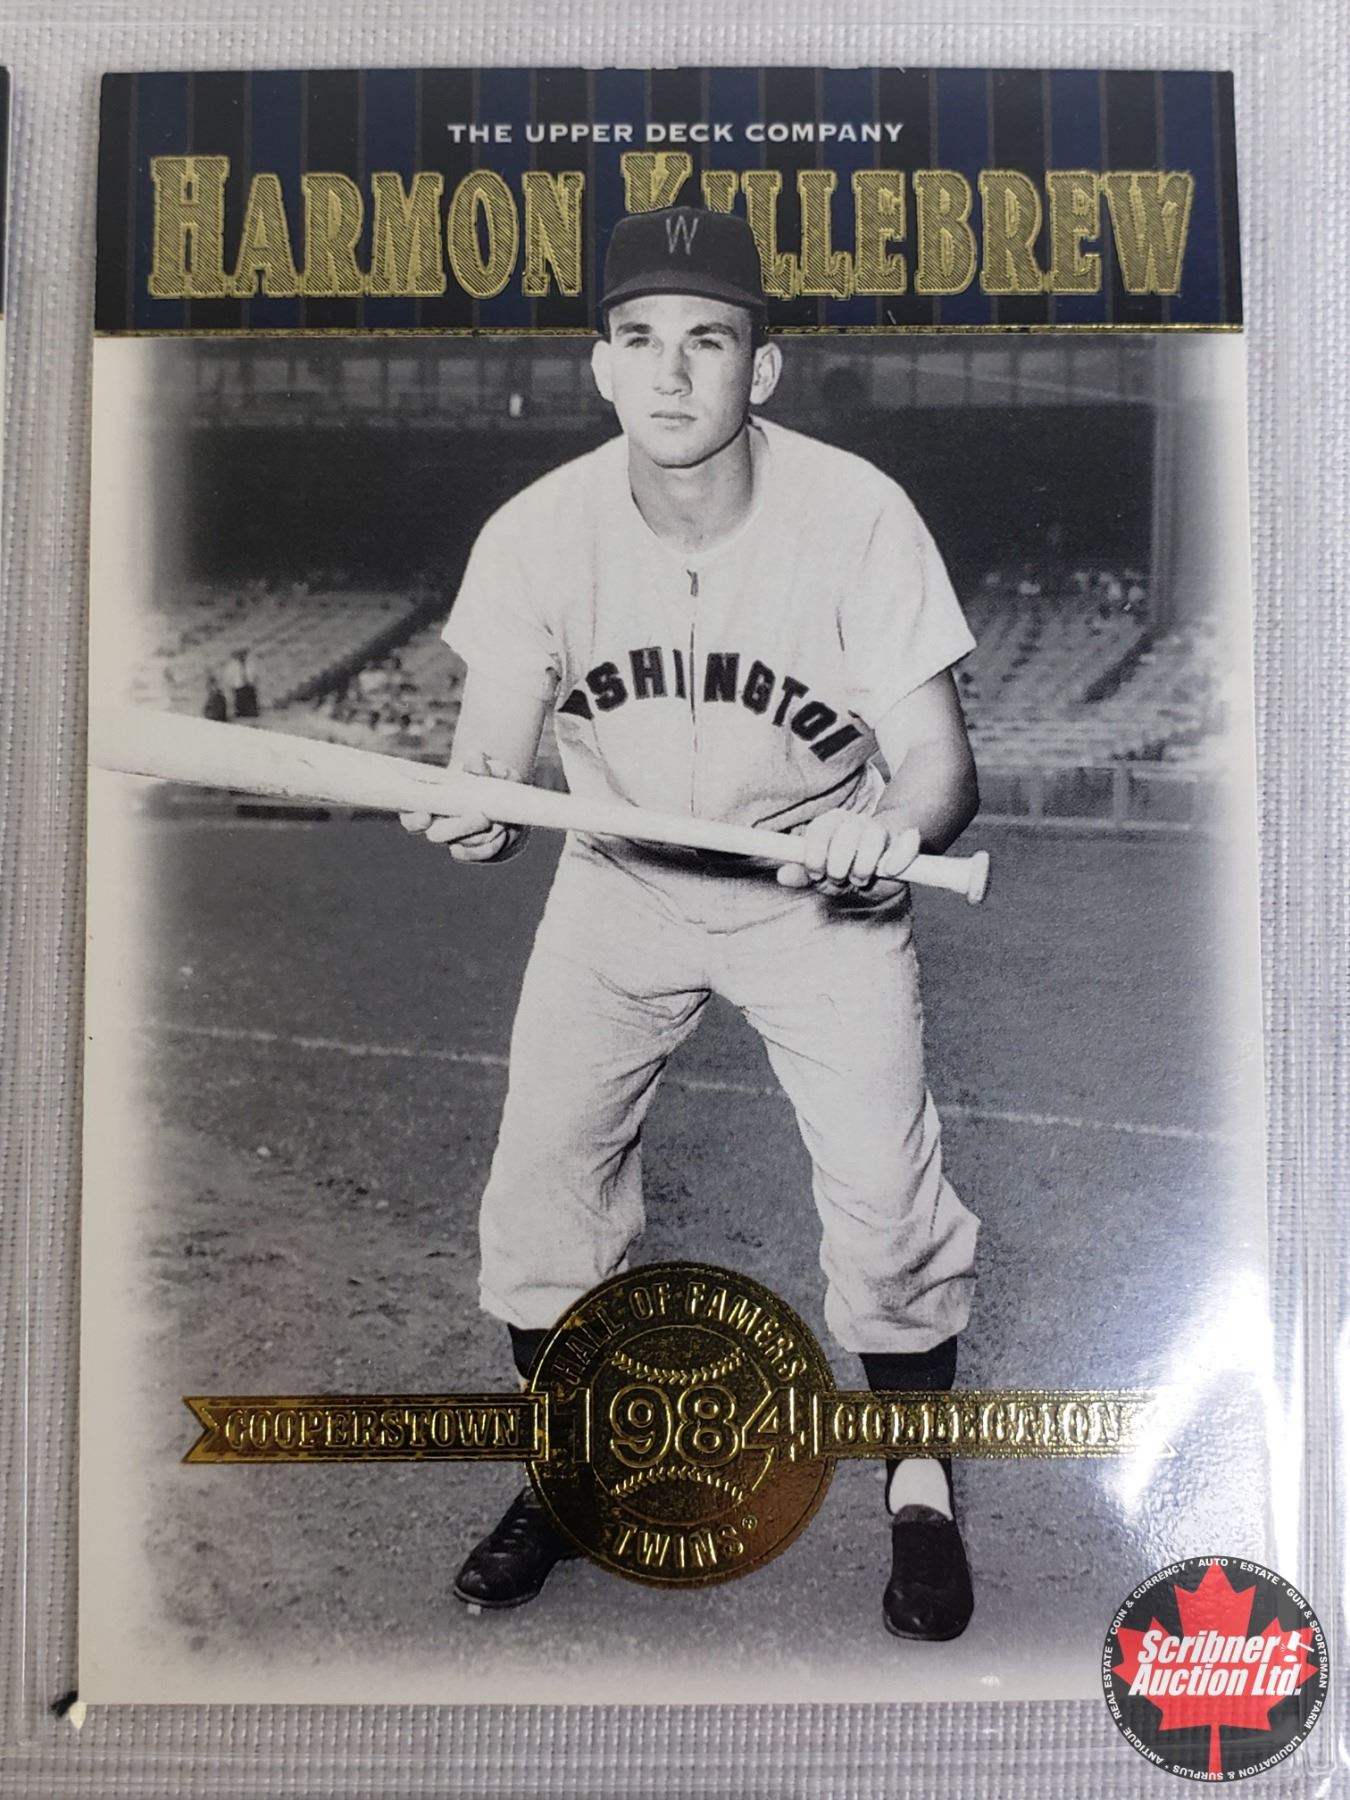 THE UPPER DECK COMPANY
HARMON KILLEBREW
W
WASHINGTON
HALL OF FAMERS
COOPERSTOWN 1984 COLLECTION
TWINS®
Scribner
Auction Ltd.
COIN & CURRENCY * AUTO * ESTATE * GUN & SPORTSMAN * FARM * LIQUIDATION & SURPLUS * ANTIQUE * REAL ESTATE *